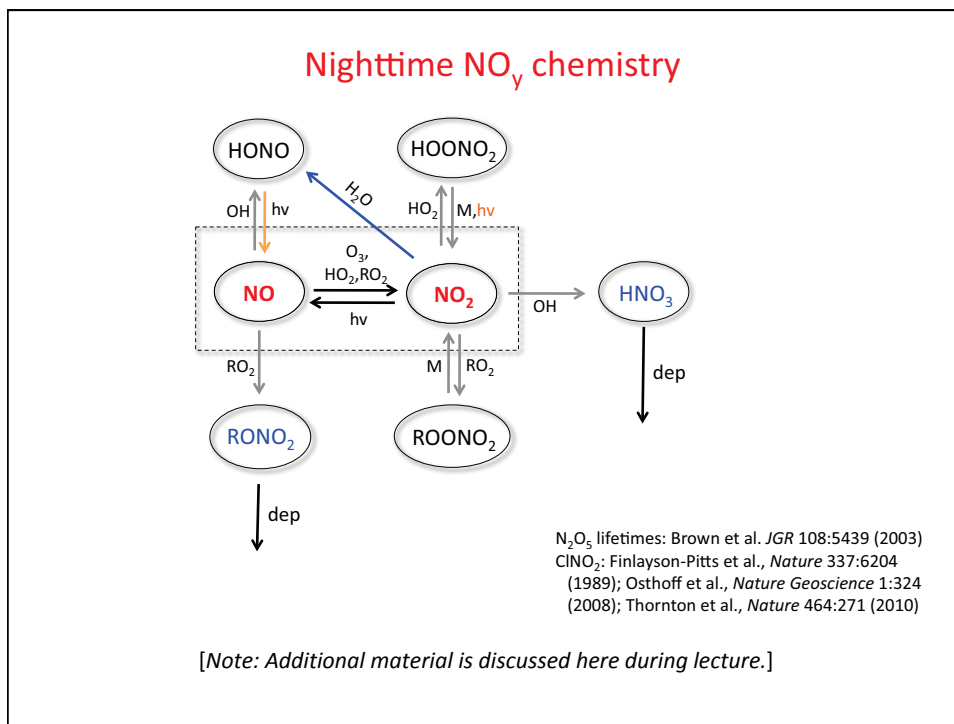 Nighttime NOy chemistry
HONO
HOONO2
H2O
OH
hv
HO2
M,hv
O3,
HO2,RO2
NO
NO2
HNO3
hv
OH
RO2
M
RO2
dep
RONO2
ROONO2
dep
N2O5 lifetimes: Brown et al. JGR 108:5439 (2003)
ClNO2: Finlayson-Pitts et al., Nature 337:6204
(1989); Osthoff et al., Nature Geoscience 1:324
(2008); Thornton et al., Nature 464:271 (2010)
[Note: Additional material is discussed here during lecture.]